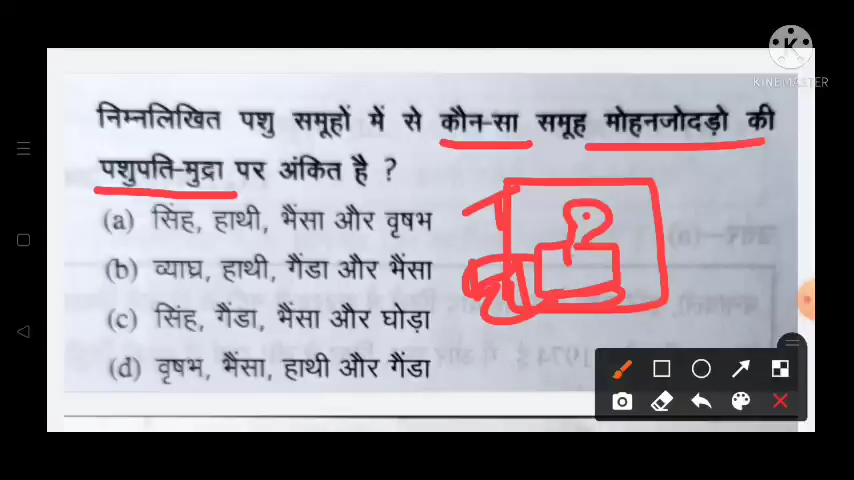 K
KINEMASTER
निम्नलिखित पशु समूहों में से कौन-सा समूह मोहनजोदड़ो की
पशुपति-मुद्रा पर अंकित है ?
(a) सिंह, हाथी, भैंसा और वृषभ
(b) व्याघ्र, हाथी, गैंडा और भैंसा
(c) सिंह, गैंडा, भैंसा और घोड़ा
(d) वृषभ, भैंसा, हाथी और गैंडा